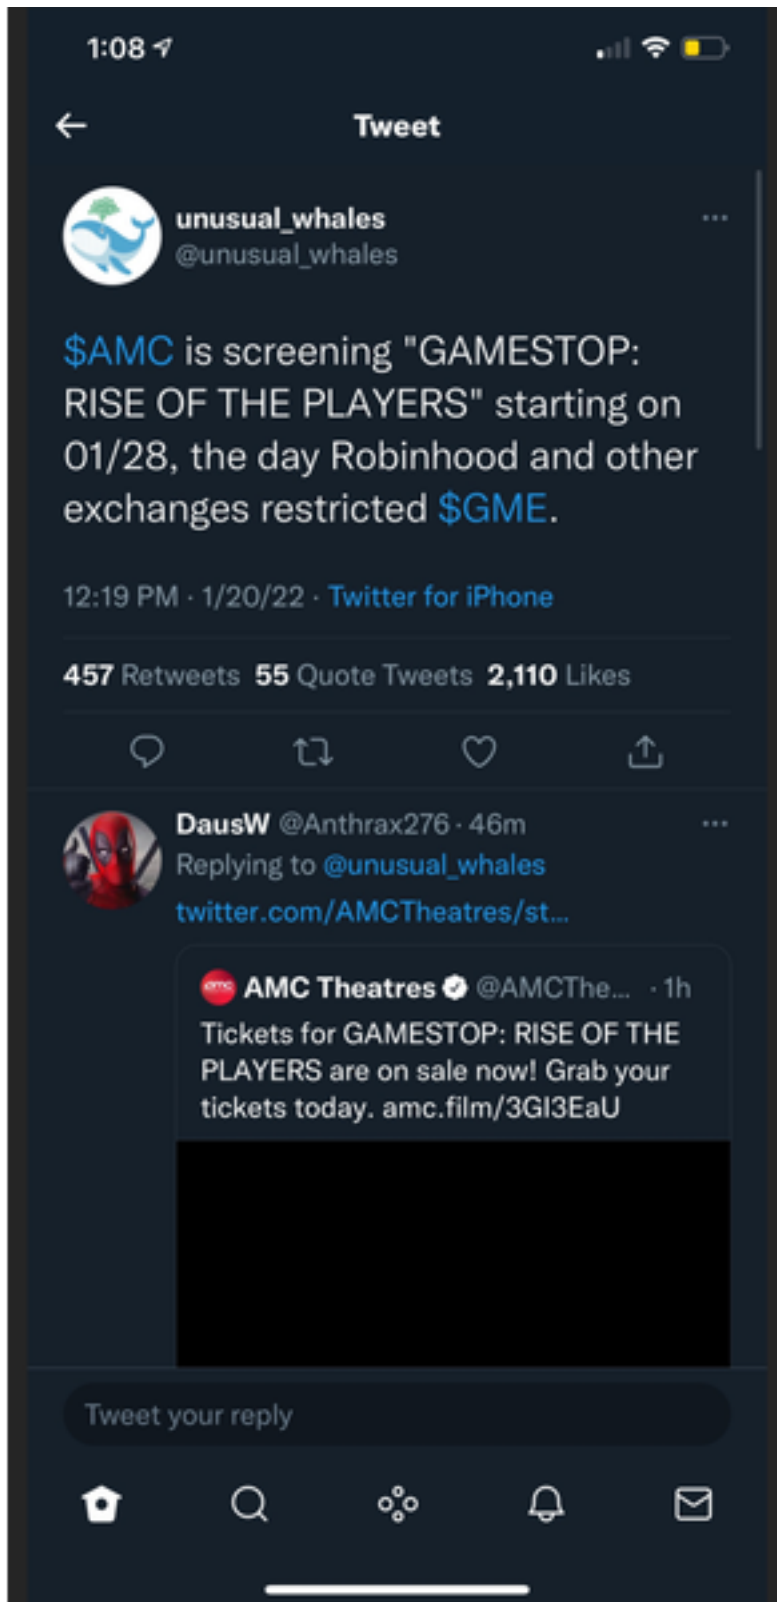 1:08
Tweet
unusual_whales
@unusual_whales
$AMC is screening "GAMESTOP:
RISE OF THE PLAYERS" starting on
01/28, the day Robinhood and other
exchanges restricted $GME.
12:19 PM · 1/20/22 · Twitter for iPhone
457 Retweets 55 Quote Tweets 2,110 Likes
DausW @Anthrax276 · 46m
Replying to @unusual_whales
twitter.com/AMCTheatres/st...
amc AMC Theatres @AMCThe... · 1h
Tickets for GAMESTOP: RISE OF THE
PLAYERS are on sale now! Grab your
tickets today. amc.film/3GI3EaU
Tweet your reply